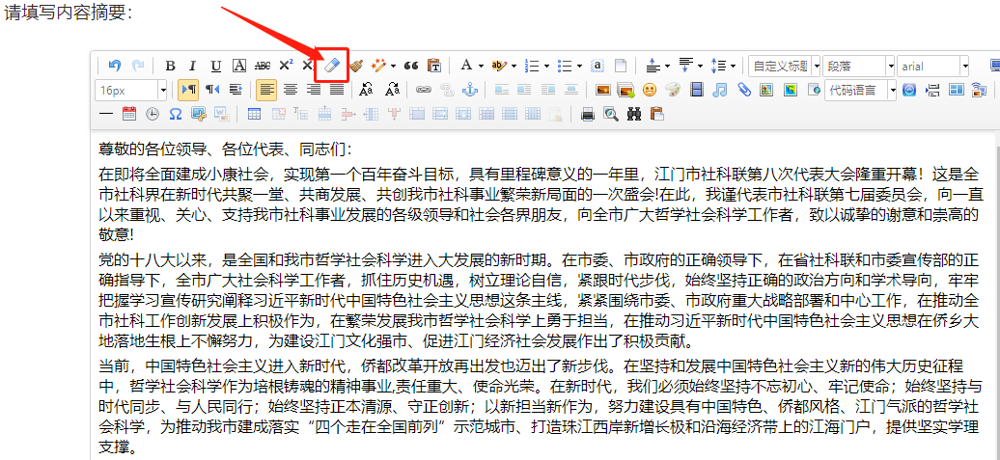 请填写内容摘要：
B I U A ABC X² X
A ab A
自定义标题 段落 arial
16px
代码语言
尊敬的各位领导、各位代表、同志们：
在即将全面建成小康社会，实现第一个百年奋斗目标，具有里程碑意义的一年里，江门市社科联第八次代表大会隆重开幕！这是全
市社科界在新时代共聚一堂、共商发展、共创我市社科事业繁荣新局面的一次盛会!在此，我谨代表市社科联第七届委员会，向一直
以来重视、关心、支持我市社科事业发展的各级领导和社会各界朋友，向全市广大哲学社会科学工作者，致以诚挚的谢意和崇高的
敬意!
党的十八大以来，是全国和我市哲学社会科学进入大发展的新时期。在市委、市政府的正确领导下，在省社科联和市委宣传部的正
确指导下，全市广大社会科学工作者，抓住历史机遇，树立理论自信，紧跟时代步伐，始终坚持正确的政治方向和学术导向，牢牢
把握学习宣传研究阐释习近平新时代中国特色社会主义思想这条主线，紧紧围绕市委、市政府重大战略部署和中心工作，在推动全
市社科工作创新发展上积极作为，在繁荣发展我市哲学社会科学上勇于担当，在推动习近平新时代中国特色社会主义思想在侨乡大
地落地生根上不懈努力，为建设江门文化强市、促进江门经济社会发展作出了积极贡献。
当前，中国特色社会主义进入新时代，侨都改革开放再出发也迈出了新步伐。在坚持和发展中国特色社会主义新的伟大历史征程
中，哲学社会科学作为培根铸魂的精神事业,责任重大、使命光荣。在新时代，我们必须始终坚持不忘初心、牢记使命；始终坚持与
时代同步、与人民同行；始终坚持正本清源、守正创新；以新担当新作为，努力建设具有中国特色、侨都风格、江门气派的哲学社
会科学，为推动我市建成落实“四个走在全国前列”示范城市、打造珠江西岸新增长极和沿海经济带上的江海门户，提供坚实学理
支撑。